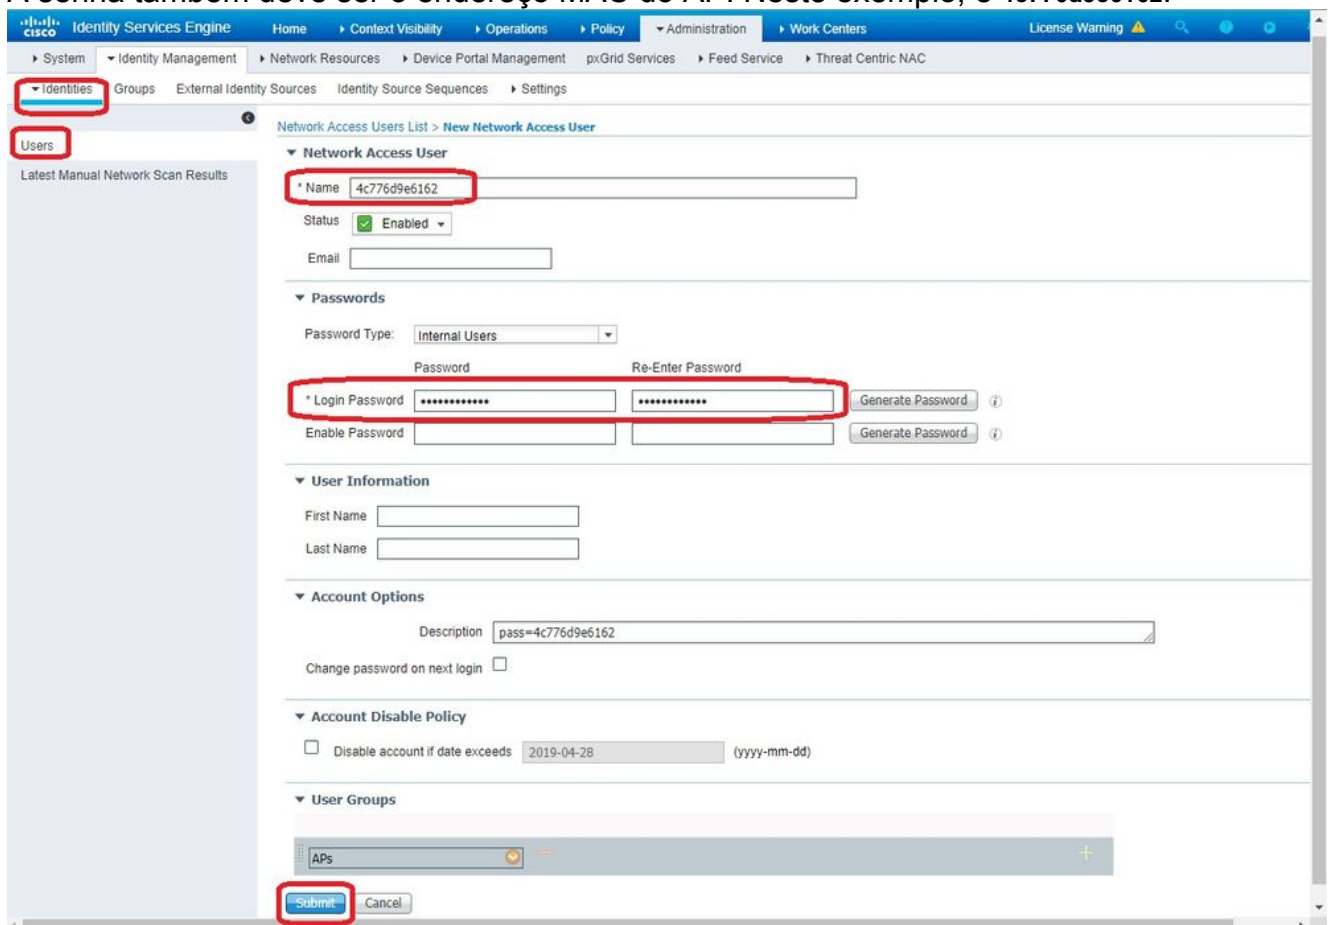 A senha também deve ser o endereço MAC do AP. Neste exemplo, é 4c776d9e6162.
cisco Identity Services Engine Home Context Visibility Operations Policy Administration Work Centers License Warning
System Identity Management Network Resources Device Portal Management pxGrid Services Feed Service Threat Centric NAC
Identities Groups External Identity Sources Identity Source Sequences Settings
Network Access Users List > New Network Access User
Users
Network Access User
Latest Manual Network Scan Results
* Name 4c776d9e6162
Status Enabled
Email
Passwords
Password Type: Internal Users
Password Re-Enter Password
* Login Password •••••••••••• •••••••••••• Generate Password i
Enable Password Generate Password i
User Information
First Name
Last Name
Account Options
Description pass=4c776d9e6162
Change password on next login
Account Disable Policy
Disable account if date exceeds 2019-04-28 (yyyy-mm-dd)
User Groups
APs
Submit Cancel